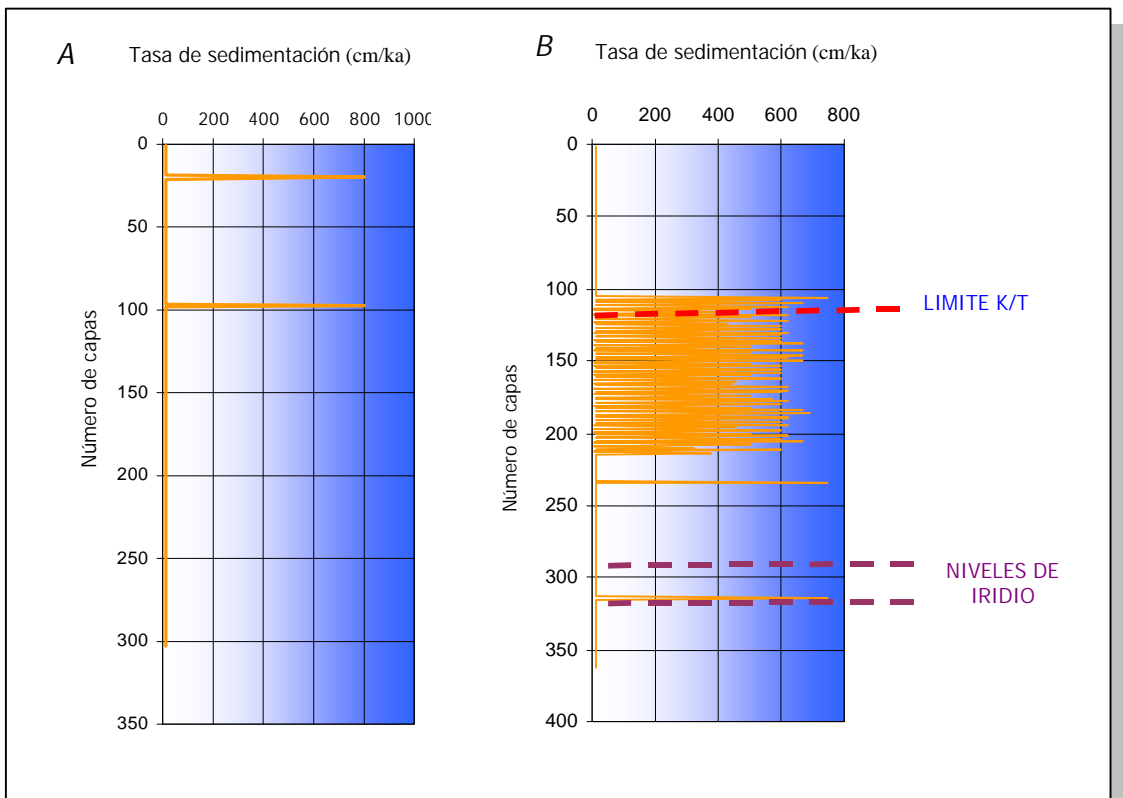 A Tasa de sedimentación (cm/ka)
0 200 400 600 800 1000
Número de capas
0
50
100
150
200
250
300
350
B Tasa de sedimentación (cm/ka)
0 200 400 600 800
Número de capas
0
50
100
150
200
250
300
350
400
LIMITE K/T
NIVELES DE
IRIDIO